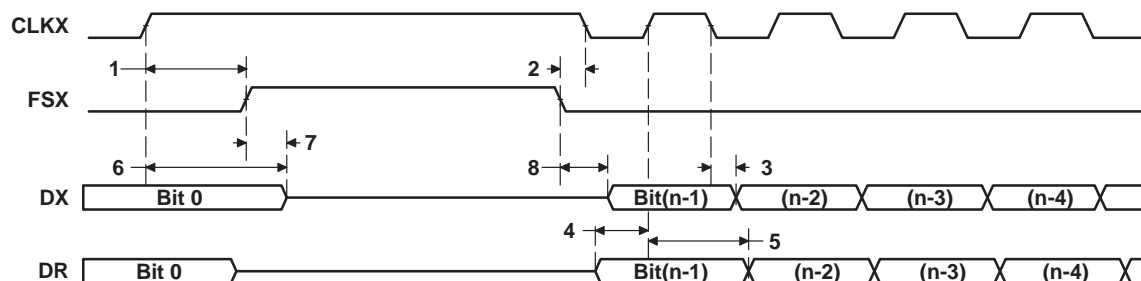 CLKX
1
2
FSX
7
6
8
3
DX
Bit 0
Bit(n-1)
(n-2)
(n-3)
(n-4)
4
5
DR
Bit 0
Bit(n-1)
(n-2)
(n-3)
(n-4)